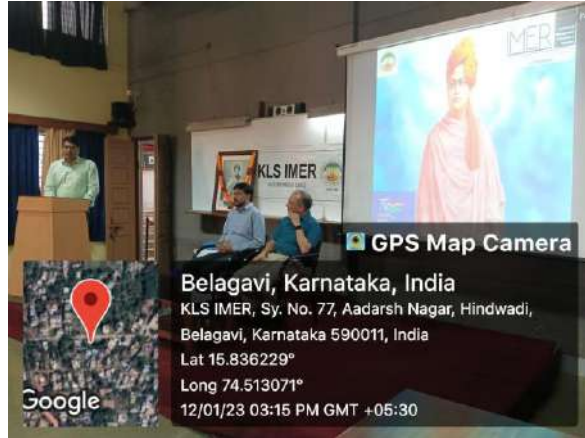 IMER
KLS IMER
GPS Map Camera
Belagavi, Karnataka, India
KLS IMER, Sy. No. 77, Aadarsh Nagar, Hindwadi,
Belagavi, Karnataka 590011, India
Lat 15.836229°
Long 74.513071°
12/01/23 03:15 PM GMT +05:30
Google